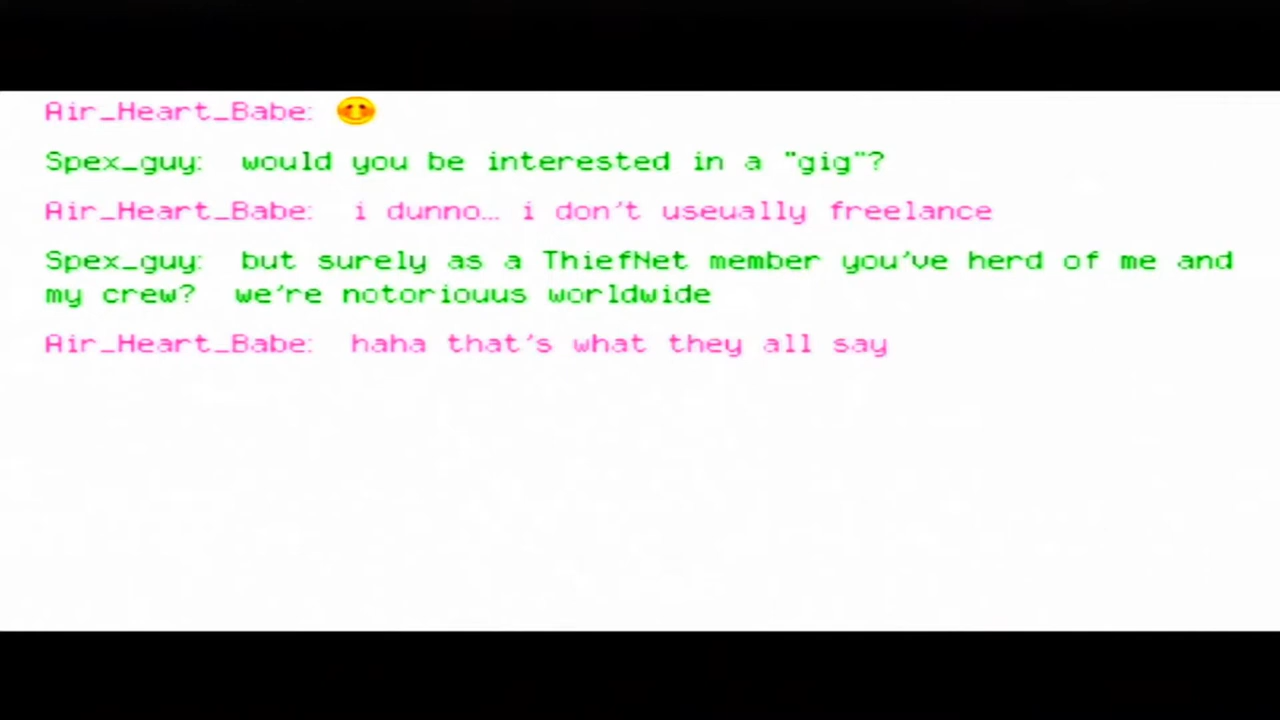 Air_Heart_Babe: 😊
Spex_guy: would you be interested in a "gig"?
Air_Heart_Babe: i dunno... i don't useually freelance
Spex_guy: but surely as a ThiefNet member you've herd of me and
my crew? we're notoriouus worldwide
Air_Heart_Babe: haha that's what they all say